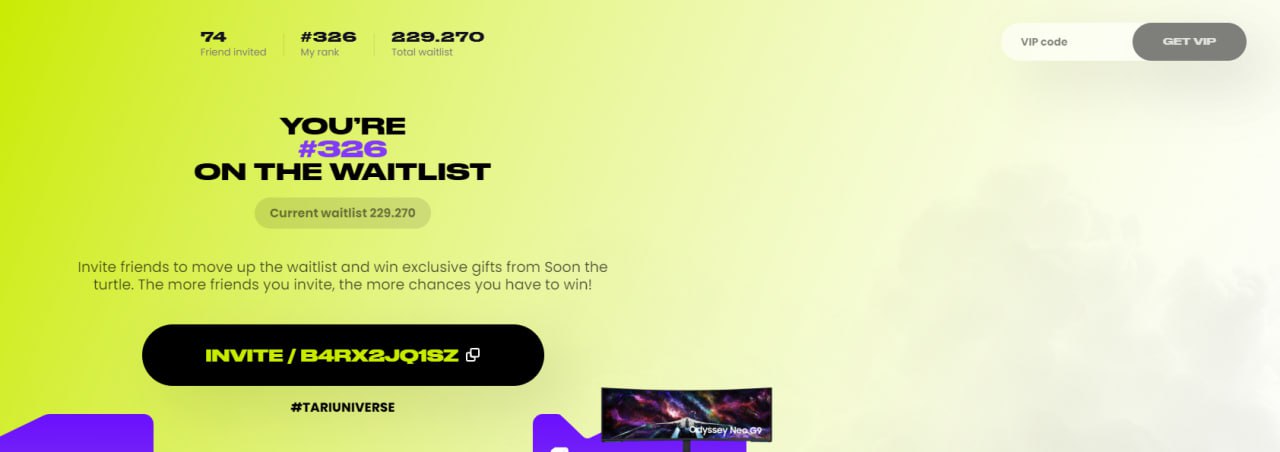 74
Friend invited
#326
My rank
229.270
Total waitlist
VIP code
GET VIP
YOU'RE
#326
ON THE WAITLIST
Current waitlist 229.270
Invite friends to move up the waitlist and win exclusive gifts from Soon the
turtle. The more friends you invite, the more chances you have to win!
INVITE / B4RX2JQ1SZ
#TARIUNIVERSE
Odyssey Neo G9